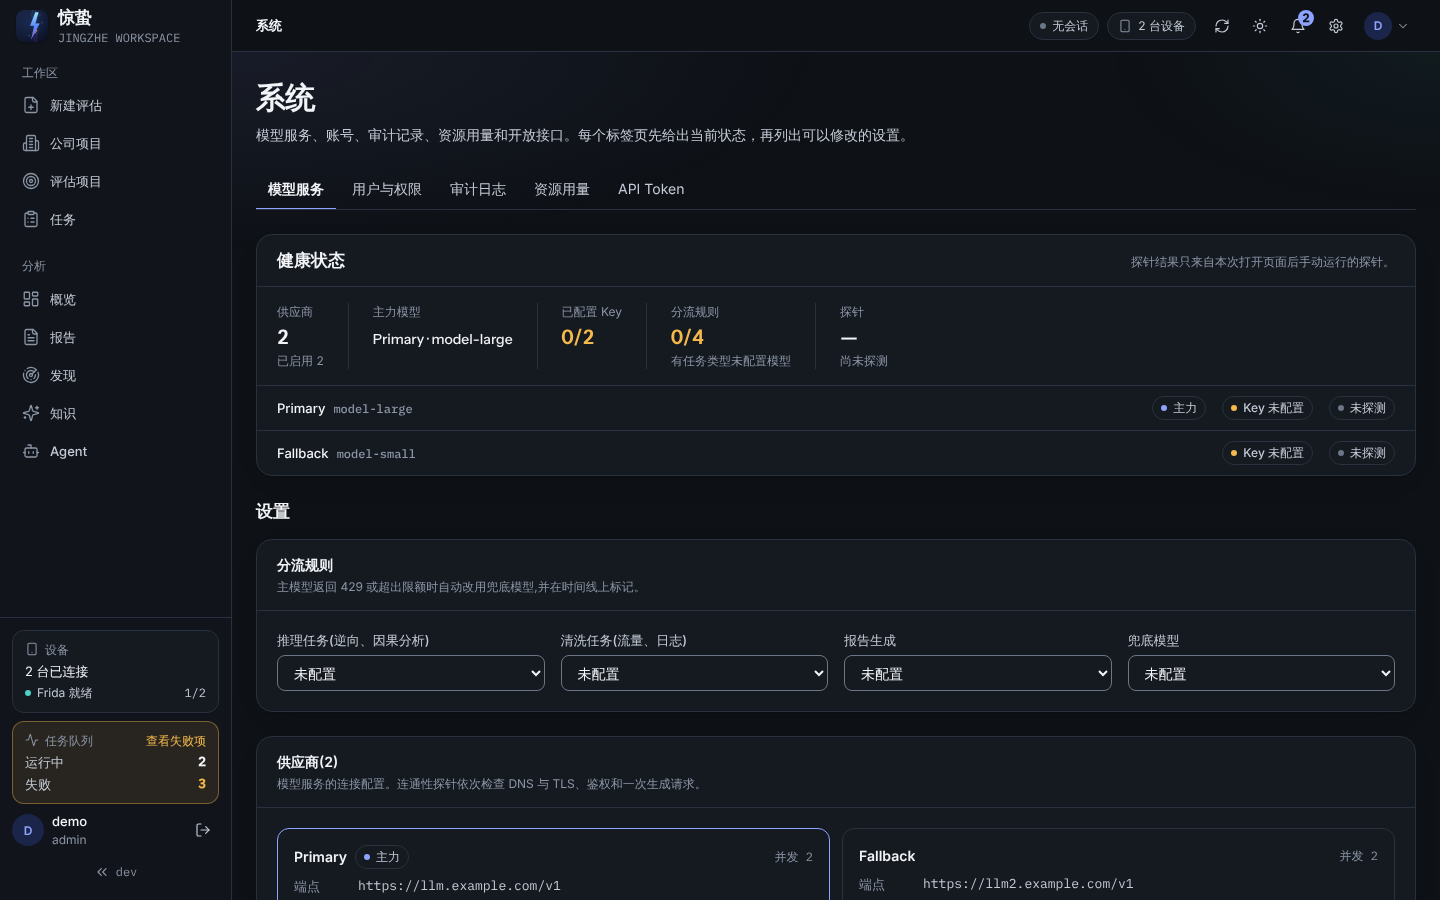 惊蛰
JINGZHE WORKSPACE
工作区
新建评估
公司项目
评估项目
任务
分析
概览
报告
发现
知识
Agent
设备
2 台已连接
Frida 就绪 1/2
任务队列 查看失败项
运行中 2
失败 3
D
demo
admin
dev
系统
无会话
2 台设备
2
D
系统
模型服务、账号、审计记录、资源用量和开放接口。每个标签页先给出当前状态，再列出可以修改的设置。
模型服务 用户与权限 审计日志 资源用量 API Token
健康状态
探针结果只来自本次打开页面后手动运行的探针。
供应商 主力模型 已配置 Key 分流规则 探针
2 Primary · model-large 0/2 0/4 —
已启用 2 有任务类型未配置模型 尚未探测
Primary model-large 主力 Key 未配置 未探测
Fallback model-small Key 未配置 未探测
设置
分流规则
主模型返回 429 或超出限额时自动改用兜底模型,并在时间线上标记。
推理任务(逆向、因果分析) 清洗任务(流量、日志) 报告生成 兜底模型
未配置 未配置 未配置 未配置
供应商(2)
模型服务的连接配置。连通性探针依次检查 DNS 与 TLS、鉴权和一次生成请求。
Primary 主力 并发 2
端点 https://llm.example.com/v1
Fallback 并发 2
端点 https://llm2.example.com/v1